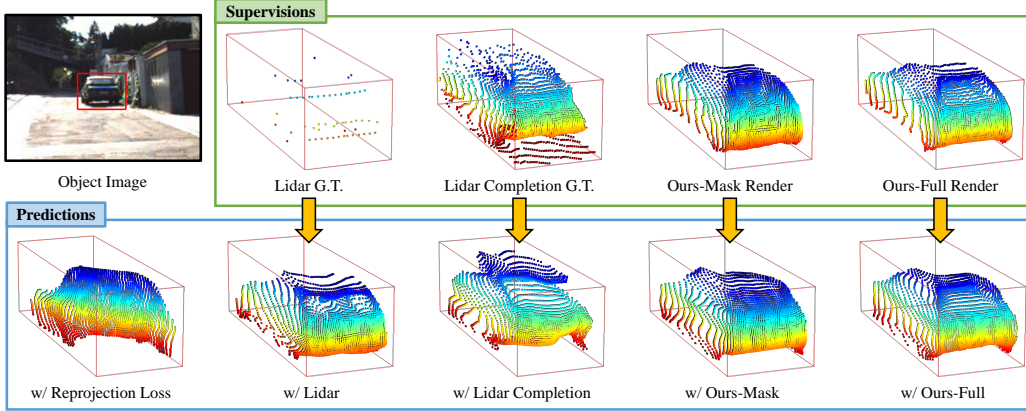 Supervisions
Object Image
Lidar G.T.
Lidar Completion G.T.
Ours-Mask Render
Ours-Full Render
Predictions
w/ Reprojection Loss
w/ Lidar
w/ Lidar Completion
w/ Ours-Mask
w/ Ours-Full